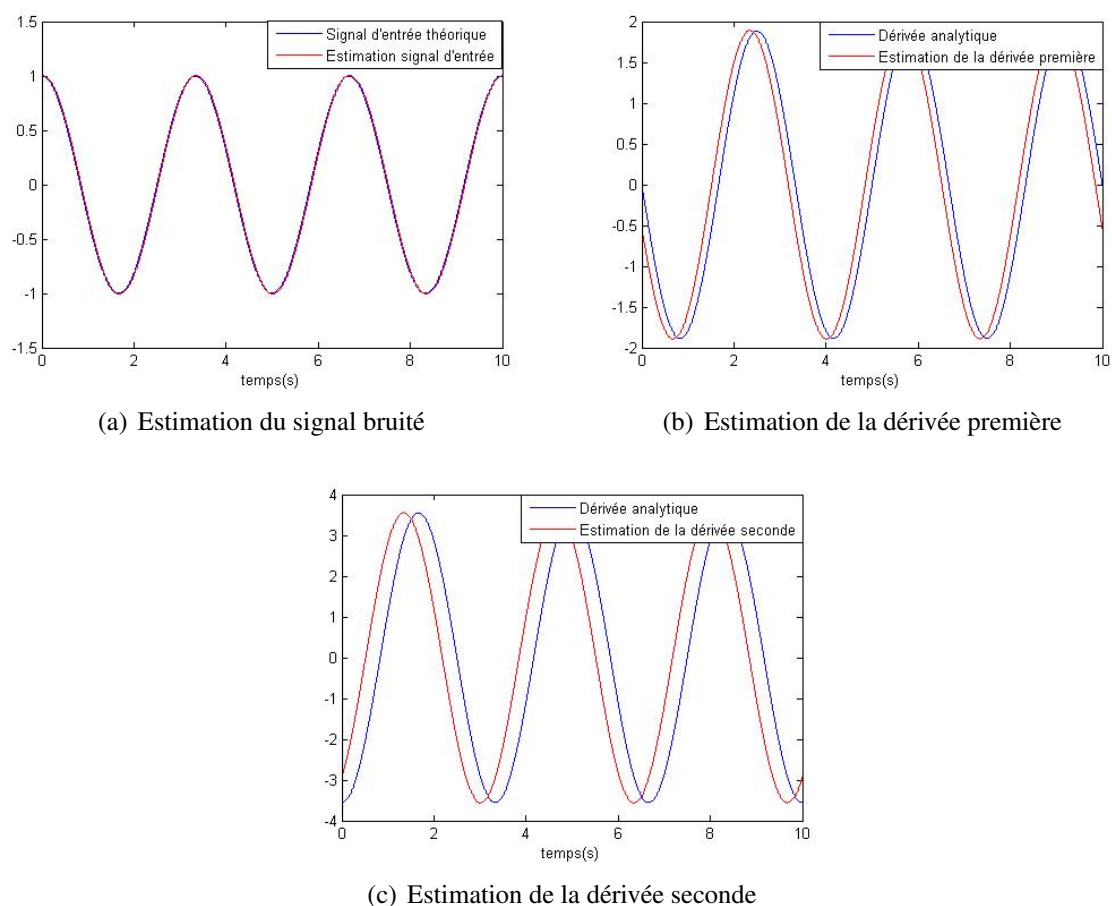 1.5
Signal d'entrée théorique
Estimation signal d'entrée
1
0.5
0
-0.5
-1
-1.5
0 2 4 6 8 10
temps(s)
(a) Estimation du signal bruité
2
Dérivée analytique
Estimation de la dérivée première
1.5
1
0.5
0
-0.5
-1
-1.5
-2
0 2 4 6 8 10
temps(s)
(b) Estimation de la dérivée première
4
Dérivée analytique
Estimation de la dérivée seconde
3
2
1
0
-1
-2
-3
-4
0 2 4 6 8 10
temps(s)
(c) Estimation de la dérivée seconde